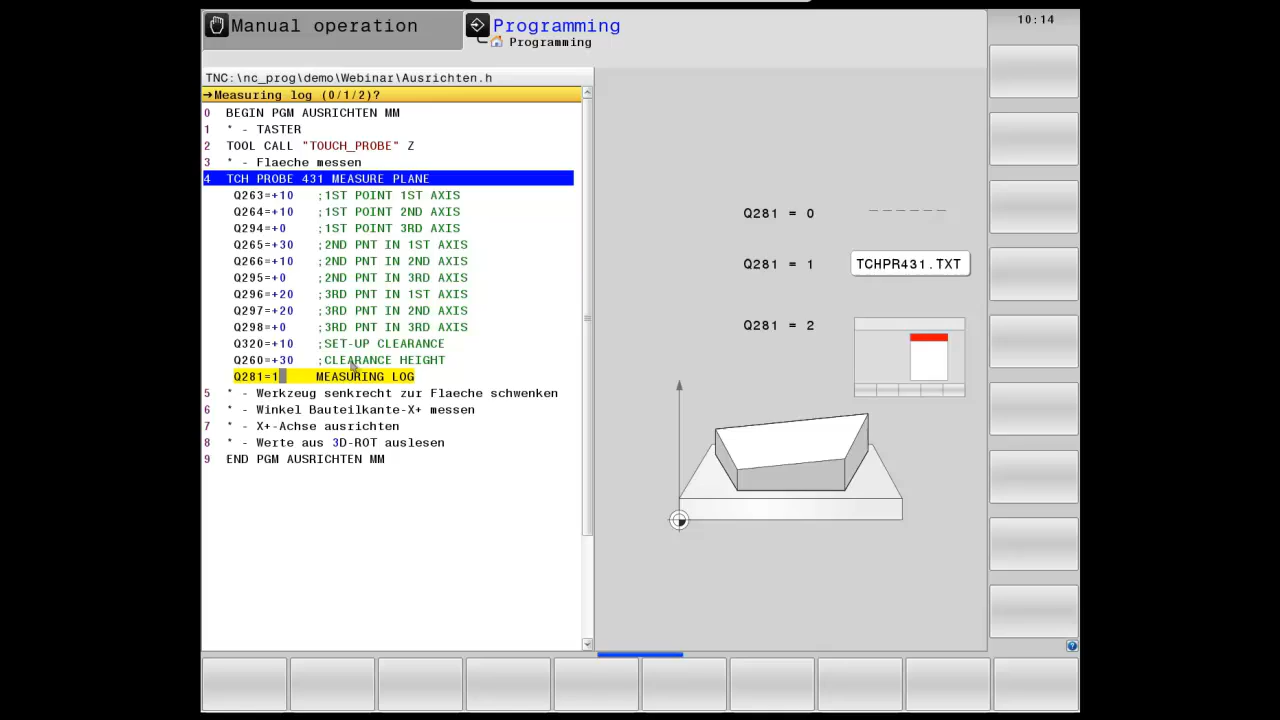 Manual operation
Programming
Programming
10:14
TNC:\nc_prog\demo\Webinar\Ausrichten.h
→Measuring log (0/1/2)?
0 BEGIN PGM AUSRICHTEN MM
1 * - TASTER
2 TOOL CALL "TOUCH_PROBE" Z
3 * - Flaeche messen
4 TCH PROBE 431 MEASURE PLANE
Q263=+10 ;1ST POINT 1ST AXIS
Q264=+10 ;1ST POINT 2ND AXIS
Q294=+0 ;1ST POINT 3RD AXIS
Q265=+30 ;2ND PNT IN 1ST AXIS
Q266=+10 ;2ND PNT IN 2ND AXIS
Q295=+0 ;2ND PNT IN 3RD AXIS
Q296=+20 ;3RD PNT IN 1ST AXIS
Q297=+20 ;3RD PNT IN 2ND AXIS
Q298=+0 ;3RD PNT IN 3RD AXIS
Q320=+10 ;SET-UP CLEARANCE
Q260=+30 ;CLEARANCE HEIGHT
Q281=1 MEASURING LOG
5 * - Werkzeug senkrecht zur Flaeche schwenken
6 * - Winkel Bauteilkante-X+ messen
7 * - X+-Achse ausrichten
8 * - Werte aus 3D-ROT auslesen
9 END PGM AUSRICHTEN MM
Q281 = 0 ------
Q281 = 1 TCHPR431.TXT
Q281 = 2
?